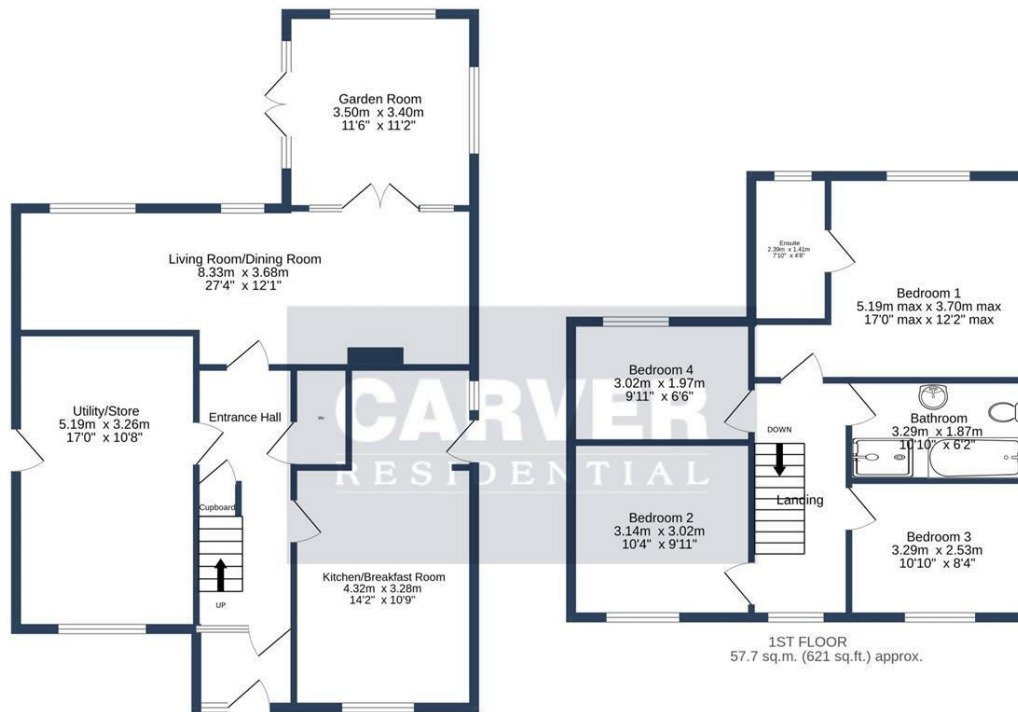 Garden Room
3.50m x 3.40m
11'6" x 11'2"
Living Room/Dining Room
8.33m x 3.68m
27'4" x 12'1"
Utility/Store
5.19m x 3.26m
17'0" x 10'8"
Entrance Hall
Wc
Cupboard
UP
Kitchen/Breakfast Room
4.32m x 3.28m
14'2" x 10'9"
CARVER
RESIDENTIAL
Ensuite
2.39m x 1.41m
7'10" x 4'8"
Bedroom 1
5.19m max x 3.70m max
17'0" max x 12'2" max
Bedroom 4
3.02m x 1.97m
9'11" x 6'6"
DOWN
Bathroom
3.29m x 1.87m
10'10" x 6'2"
Landing
Bedroom 2
3.14m x 3.02m
10'4" x 9'11"
Bedroom 3
3.29m x 2.53m
10'10" x 8'4"
1ST FLOOR
57.7 sq.m. (621 sq.ft.) approx.